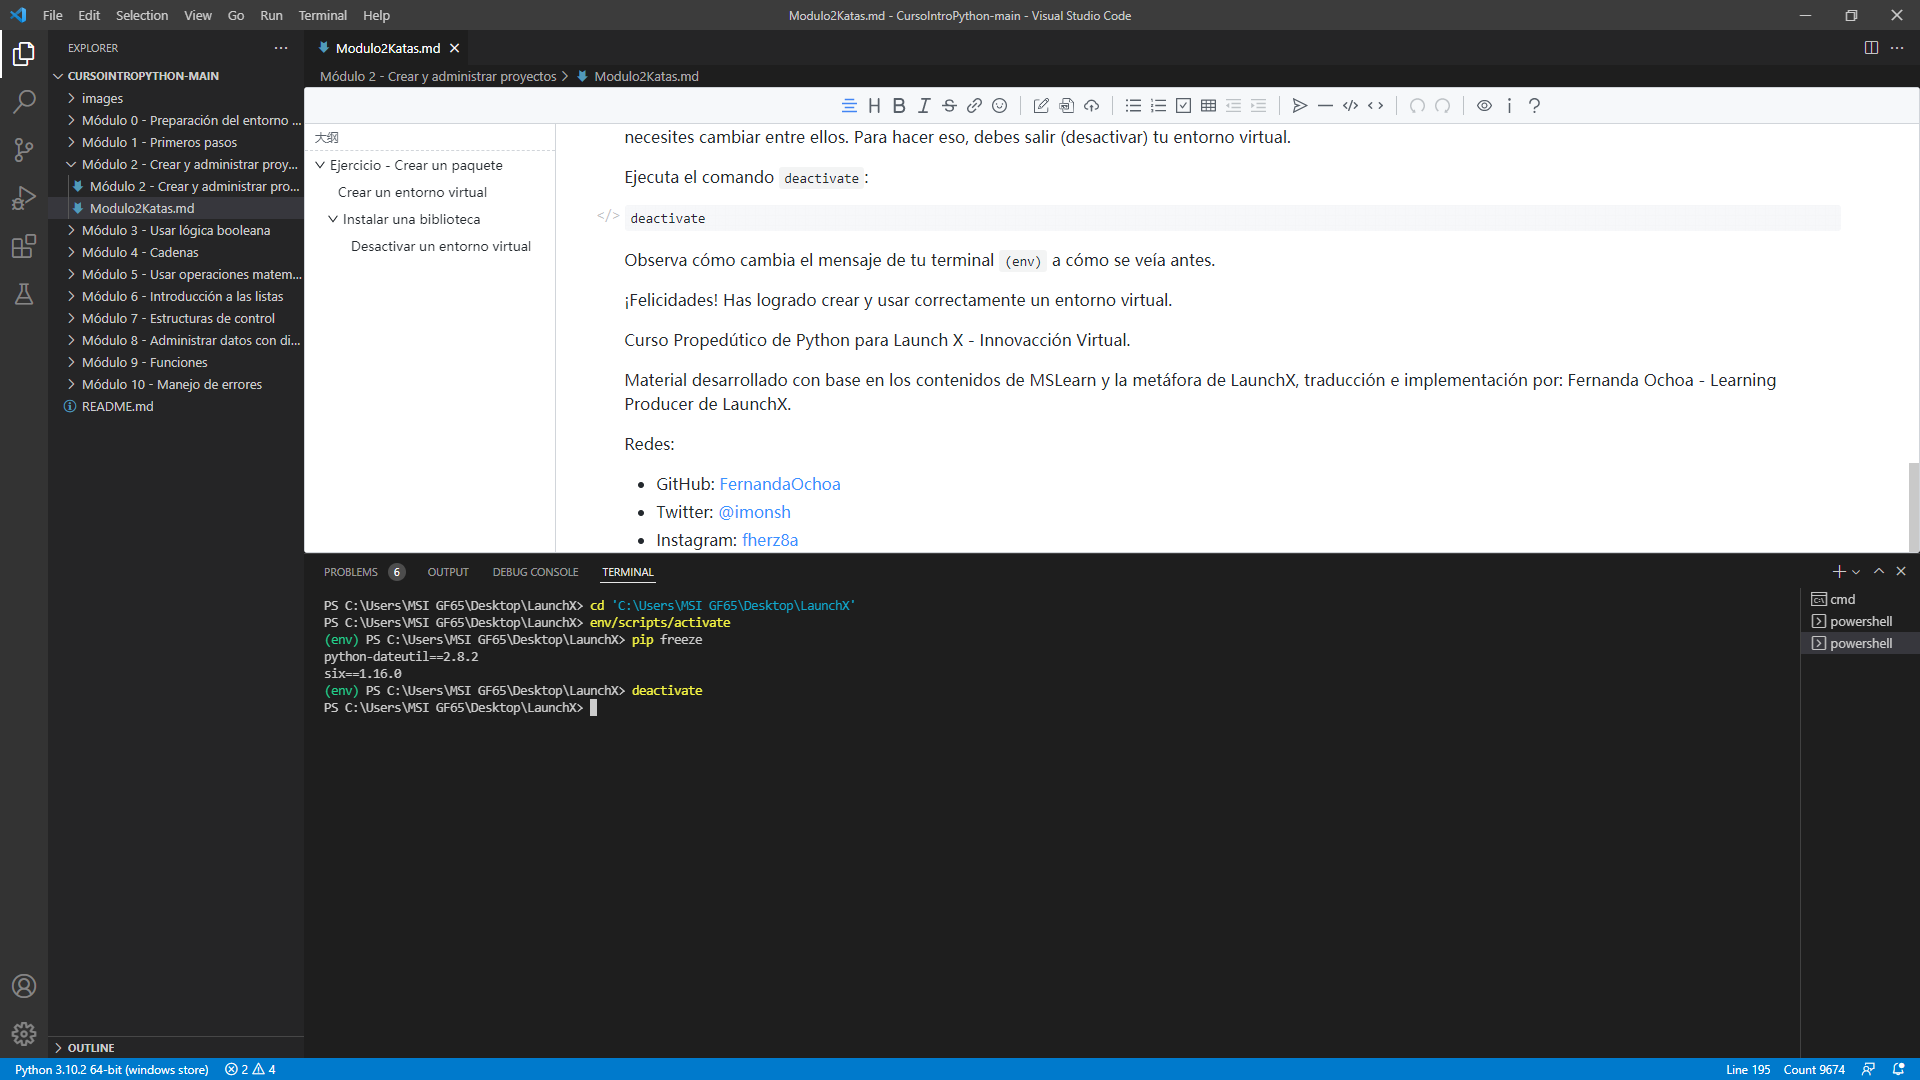 File Edit Selection View Go Run Terminal Help
Modulo2Katas.md - CursoIntroPython-main - Visual Studio Code
EXPLORER
CURSOINTROPYTHON-MAIN
images
Módulo 0 - Preparación del entorno ...
Módulo 1 - Primeros pasos
Módulo 2 - Crear y administrar proy...
Módulo 2 - Crear y administrar pro...
Modulo2Katas.md
Módulo 3 - Usar lógica booleana
Módulo 4 - Cadenas
Módulo 5 - Usar operaciones matem...
Módulo 6 - Introducción a las listas
Módulo 7 - Estructuras de control
Módulo 8 - Administrar datos con di...
Módulo 9 - Funciones
Módulo 10 - Manejo de errores
README.md
OUTLINE
Modulo2Katas.md
Módulo 2 - Crear y administrar proyectos > Modulo2Katas.md
大纲
Ejercicio - Crear un paquete
Crear un entorno virtual
Instalar una biblioteca
Desactivar un entorno virtual
necesites cambiar entre ellos. Para hacer eso, debes salir (desactivar) tu entorno virtual.
Ejecuta el comando deactivate:
</> deactivate
Observa cómo cambia el mensaje de tu terminal (env) a cómo se veía antes.
¡Felicidades! Has logrado crear y usar correctamente un entorno virtual.
Curso Propedútico de Python para Launch X - Innovacción Virtual.
Material desarrollado con base en los contenidos de MSLearn y la metáfora de LaunchX, traducción e implementación por: Fernanda Ochoa - Learning
Producer de LaunchX.
Redes:
• GitHub: FernandaOchoa
• Twitter: @imonsh
• Instagram: fherz8a
PROBLEMS 6 OUTPUT DEBUG CONSOLE TERMINAL
PS C:\Users\MSI GF65\Desktop\LaunchX> cd 'C:\Users\MSI GF65\Desktop\LaunchX'
PS C:\Users\MSI GF65\Desktop\LaunchX> env/scripts/activate
(env) PS C:\Users\MSI GF65\Desktop\LaunchX> pip freeze
python-dateutil==2.8.2
six==1.16.0
(env) PS C:\Users\MSI GF65\Desktop\LaunchX> deactivate
PS C:\Users\MSI GF65\Desktop\LaunchX>
cmd
powershell
powershell
Python 3.10.2 64-bit (windows store) 2 4
Line 195 Count 9674